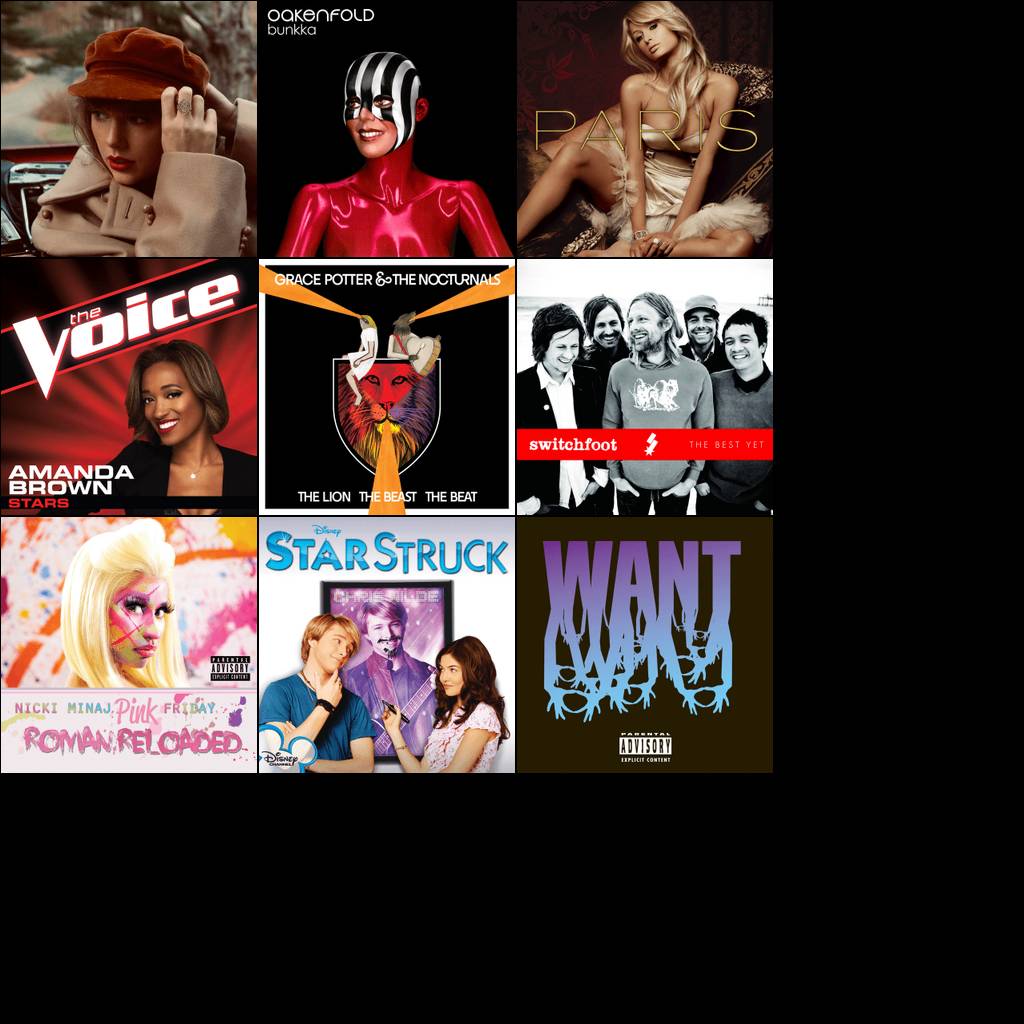 OAKENFOLD
bunkka
PARIS
the
Voice
AMANDA
BROWN
STARS
GRACE POTTER & THE NOCTURNALS
THE LION THE BEAST THE BEAT
switchfoot
THE BEST YET
PARENTAL
ADVISORY
EXPLICIT CONTENT
NICKI MINAJ Pink FRIDAY
ROMAN RELOADED
Disney
STARSTRUCK
CHRIS WILDE
Disney
CHANNEL
WANT
PARENTAL
ADVISORY
EXPLICIT CONTENT